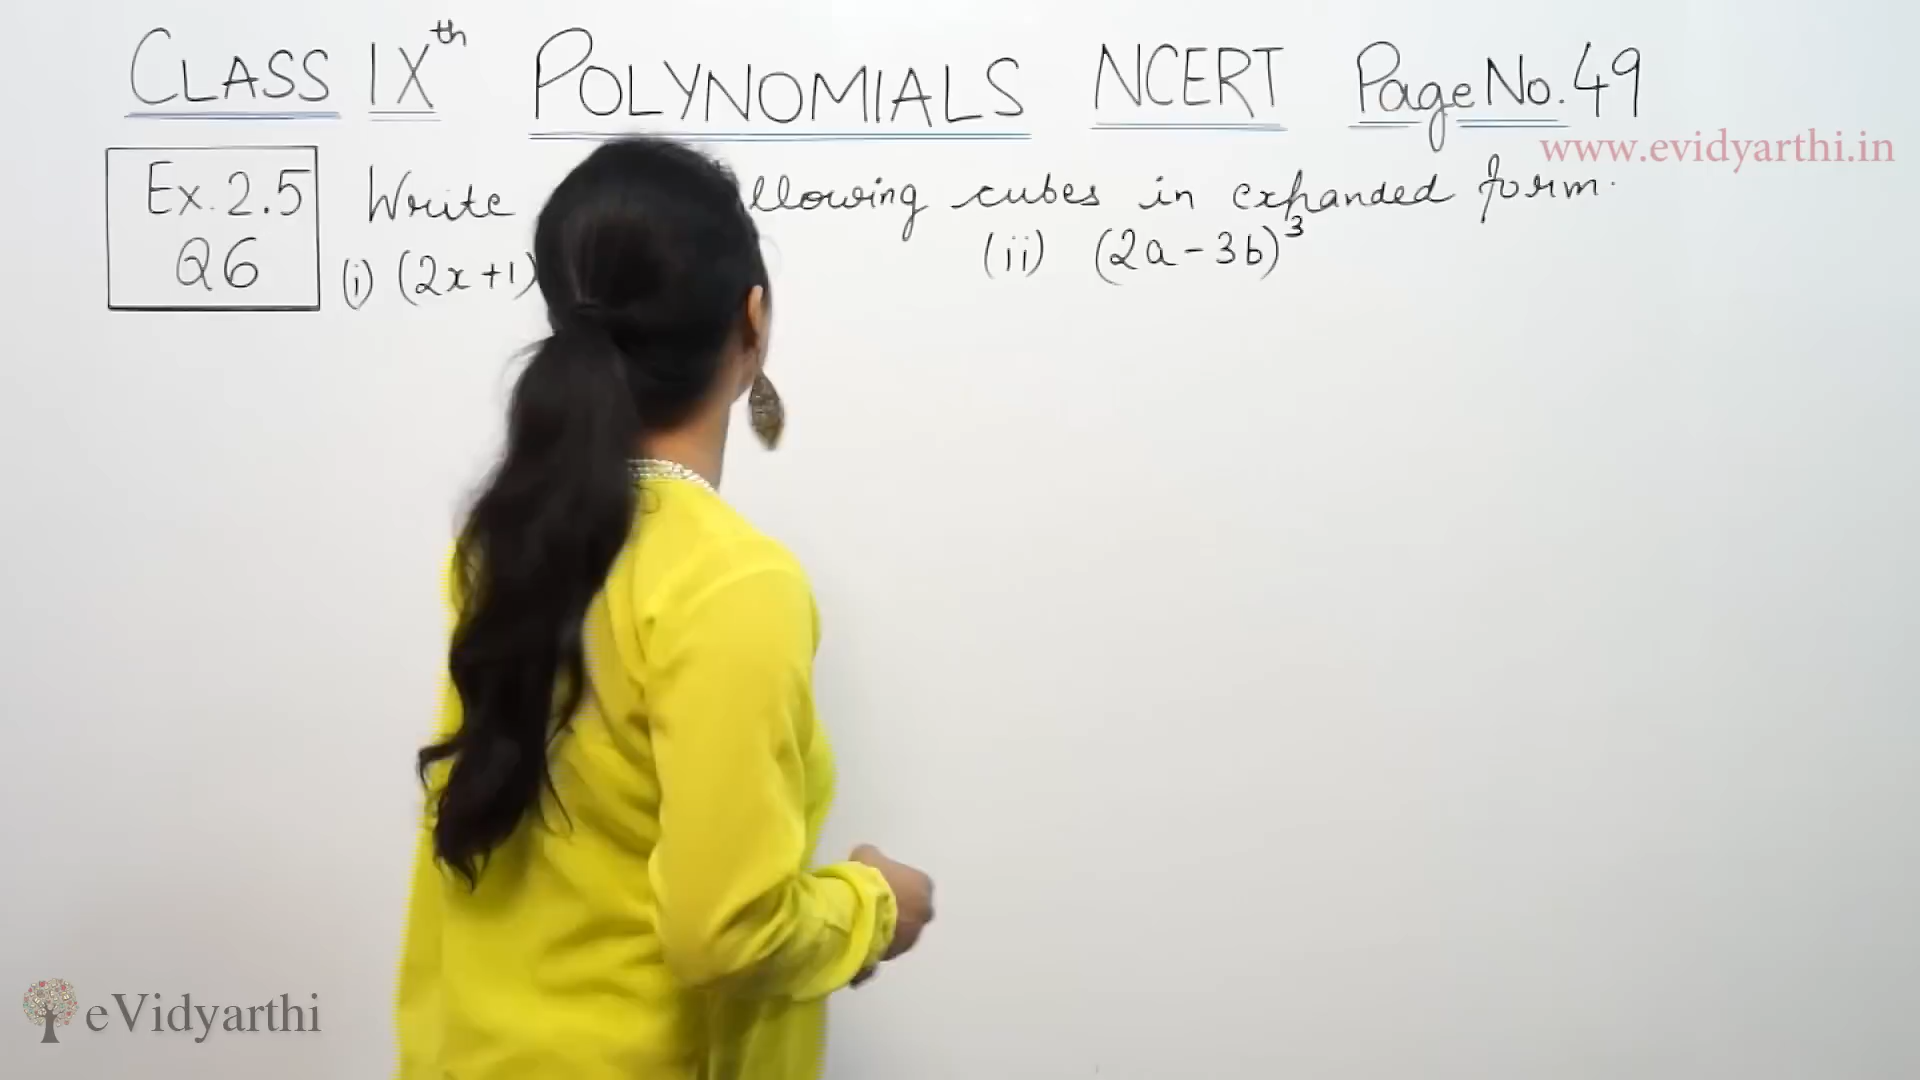 CLASS IXth POLYNOMIALS NCERT Page No. 49
www.evidyarthi.in
Ex. 2.5 Write llowing cubes in expanded form.
Q6 (i) (2x+1) (ii) (2a-3b)³
eVidyarthi